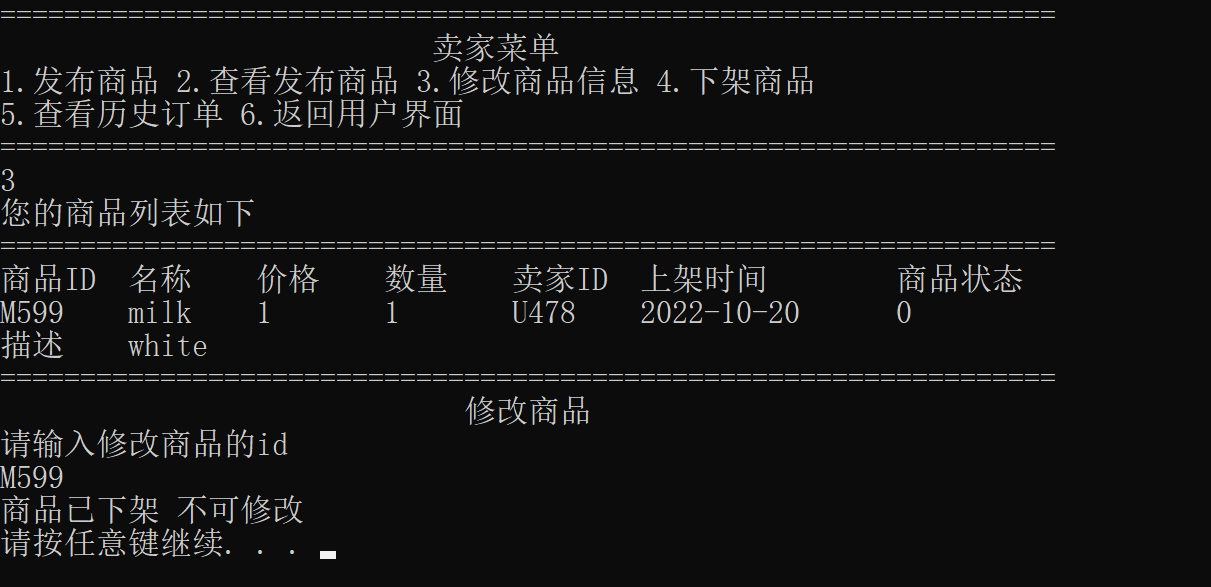 ==================================================================
卖家菜单
1.发布商品 2.查看发布商品 3.修改商品信息 4.下架商品
5.查看历史订单 6.返回用户界面
==================================================================
3
您的商品列表如下
==================================================================
商品ID 名称 价格 数量 卖家ID 上架时间 商品状态
M599 milk 1 1 U478 2022-10-20 0
描述 white
==================================================================
修改商品
请输入修改商品的id
M599
商品已下架 不可修改
请按任意键继续. . .